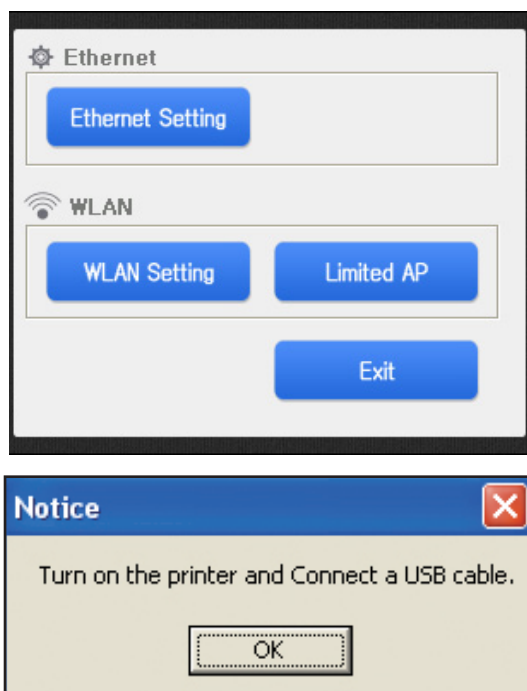 Ethernet
Ethernet Setting
WLAN
WLAN Setting Limited AP
Exit
Notice
Turn on the printer and Connect a USB cable.
OK